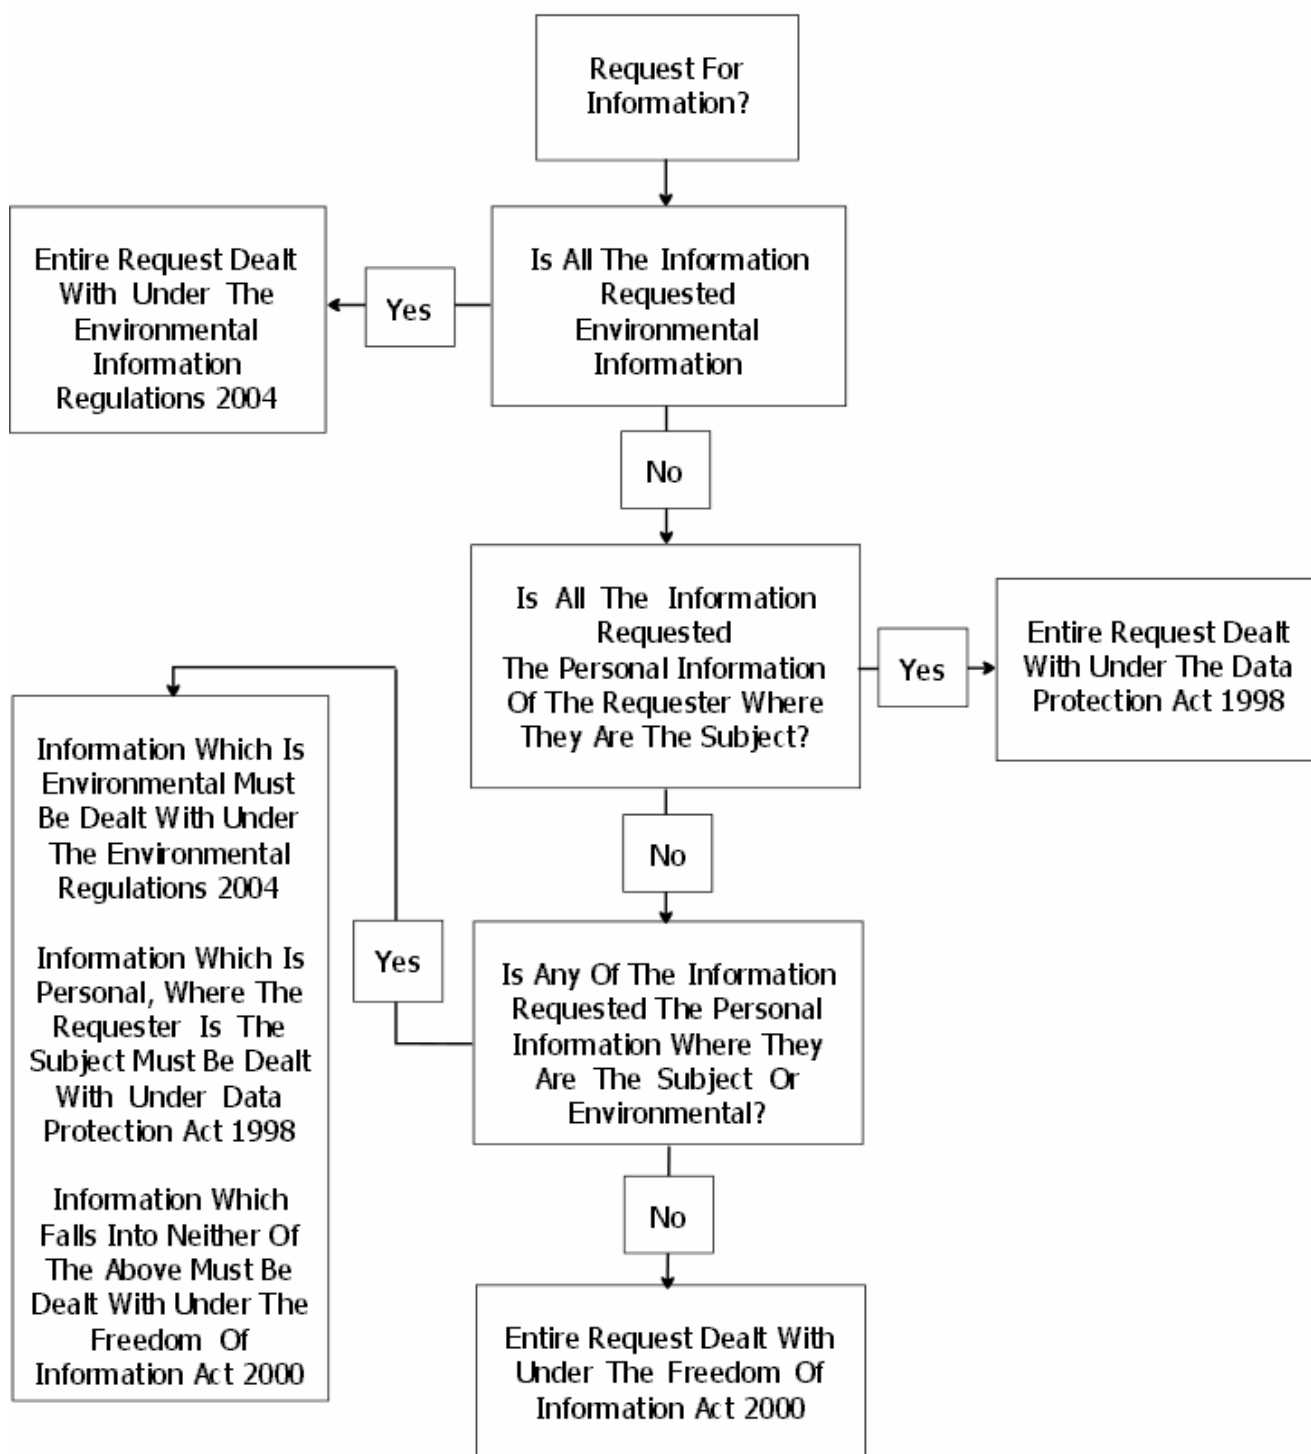 Request For
Information?
Entire Request Dealt
With Under The
Environmental
Information
Regulations 2004
Yes
Is All The Information
Requested
Environmental
Information
No
Is All The Information
Requested
The Personal Information
Of The Requester Where
They Are The Subject?
Yes
Entire Request Dealt
With Under The Data
Protection Act 1998
No
Information Which Is
Environmental Must
Be Dealt With Under
The Environmental
Regulations 2004
Information Which Is
Personal, Where The
Requester Is The
Subject Must Be Dealt
With Under Data
Protection Act 1998
Information Which
Falls Into Neither Of
The Above Must Be
Dealt With Under The
Freedom Of
Information Act 2000
Yes
Is Any Of The Information
Requested The Personal
Information Where They
Are The Subject Or
Environmental?
No
Entire Request Dealt With
Under The Freedom Of
Information Act 2000